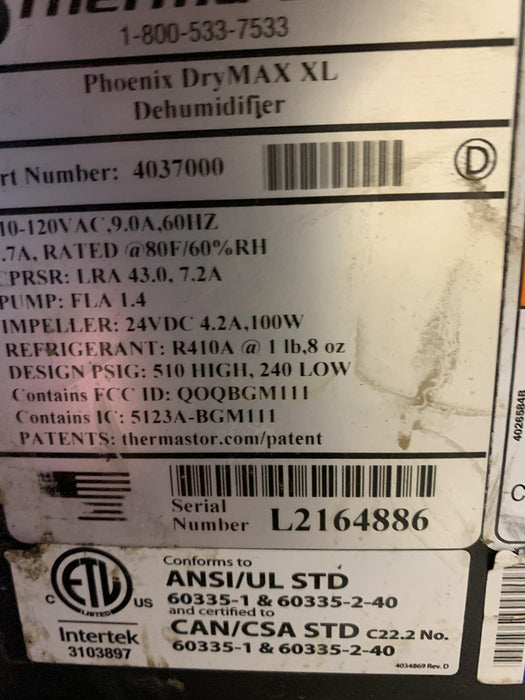 1-800-533-7533
Phoenix DryMAX XL
Dehumidifier
rt Number: 4037000
D
10-120VAC,9.0A,60HZ
.7A, RATED @80F/60%RH
CPRSR: LRA 43.0, 7.2A
PUMP: FLA 1.4
IMPELLER: 24VDC 4.2A,100W
REFRIGERANT: R410A @ 1 lb,8 oz
DESIGN PSIG: 510 HIGH, 240 LOW
Contains FCC ID: QOQBGM111
Contains IC: 5123A-BGM111
PATENTS: thermastor.com/patent
Serial
Number L2164886
C ETL US
LISTED
Intertek
3103897
Conforms to
ANSI/UL STD
60335-1 & 60335-2-40
and certified to
CAN/CSA STD C22.2 No.
60335-1 & 60335-2-40
4034869 Rev. D
4026584B